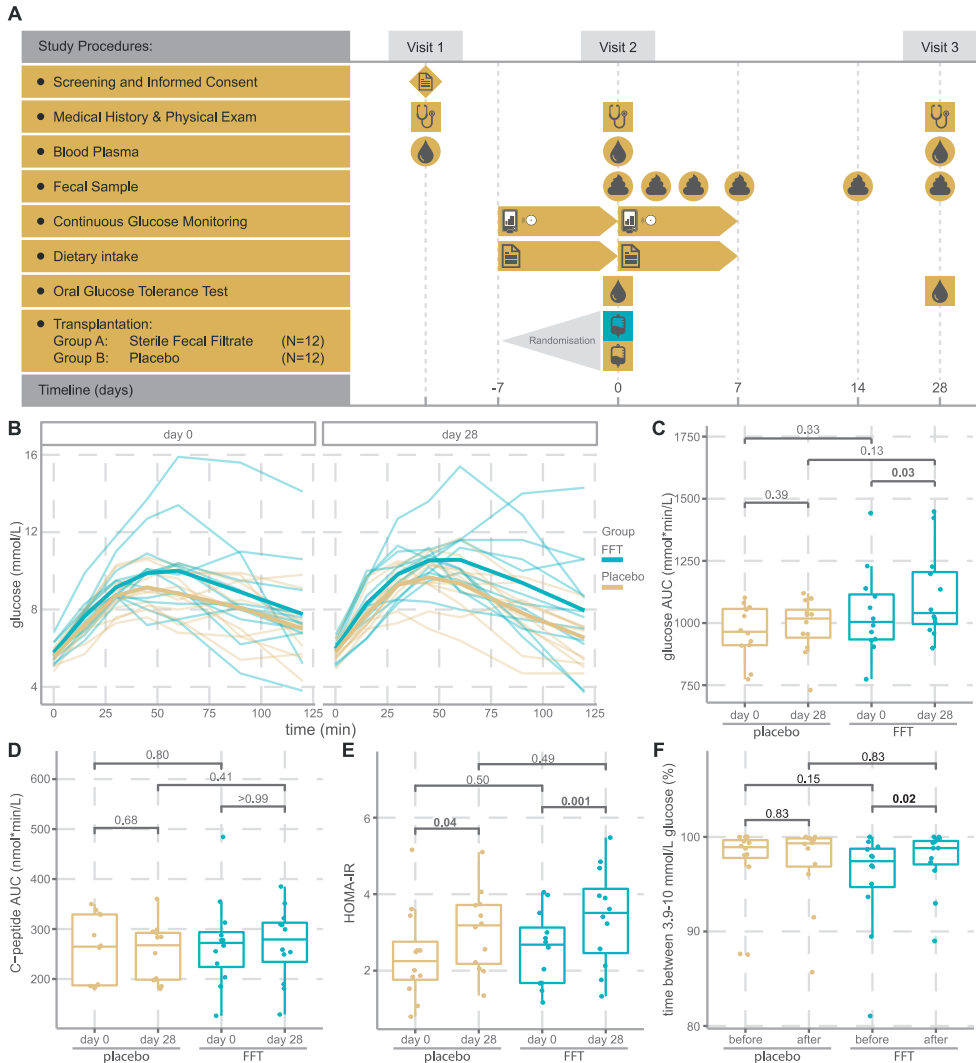 A
Study Procedures:
Visit 1
Visit 2
Visit 3
● Screening and Informed Consent
● Medical History & Physical Exam
● Blood Plasma
● Fecal Sample
● Continuous Glucose Monitoring
● Dietary intake
● Oral Glucose Tolerance Test
● Transplantation:
Group A: Sterile Fecal Filtrate (N=12)
Group B: Placebo (N=12)
Randomisation
Timeline (days)
-7 0 7 14 28
B
day 0
day 28
16
12
8
4
glucose (mmol/L)
0 25 50 75 100 125
0 25 50 75 100 125
time (min)
Group
FFT
Placebo
C
0.33
0.13
0.03
0.39
1750
1500
1250
1000
750
glucose AUC (mmol*min/L)
day 0 day 28 day 0 day 28
placebo FFT
D
0.80
0.41
>0.99
0.68
600
500
400
300
200
C−peptide AUC (nmol*min/L)
day 0 day 28 day 0 day 28
placebo FFT
E
0.49
0.50
0.001
0.04
6
4
2
HOMA-IR
day 0 day 28 day 0 day 28
placebo FFT
F
0.83
0.15
0.02
0.83
100
90
80
time between 3.9-10 mmol/L glucose (%)
before after before after
placebo FFT